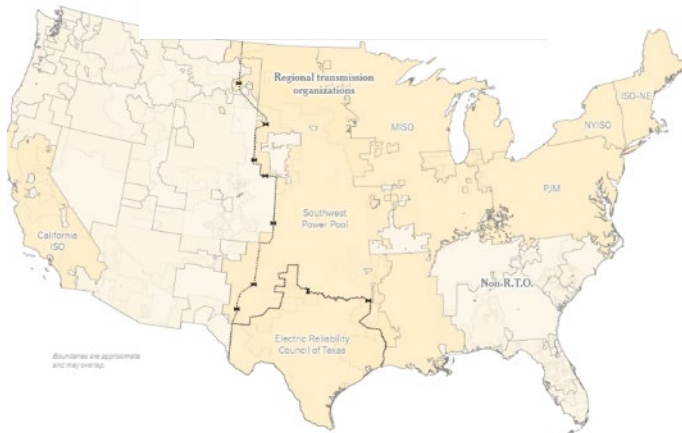 Regional transmission
organizations
MISO
ISO-NE
NYISO
PJM
Southwest
Power Pool
California
ISO
Non-R.T.O.
Electric Reliability
Council of Texas
Boundaries are approximate
and may overlap.